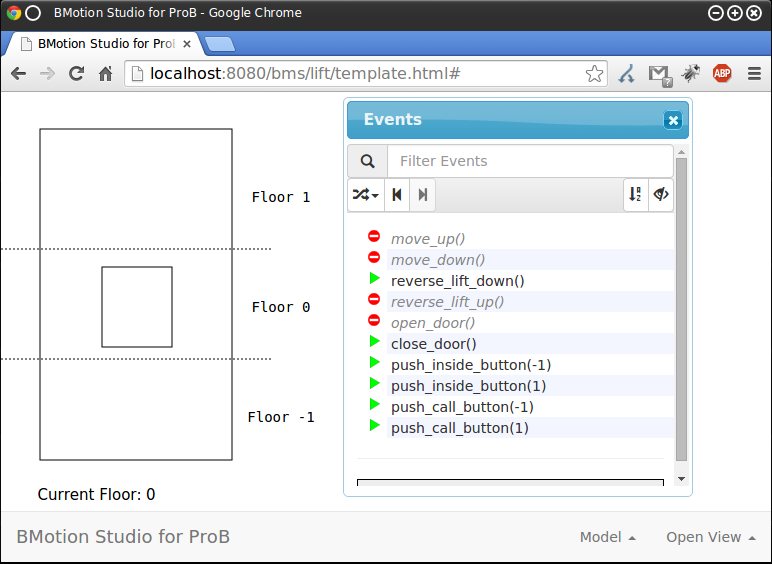 BMotion Studio for ProB - Google Chrome
BMotion Studio for Prol
localhost:8080/bms/lift/template.html#
ABP
Events
Filter Events
Floor 1
move_up()
move_down()
reverse_lift_down()
Floor 0
reverse_lift_up()
open_door()
close_door()
push_inside_button(-1)
push_inside_button(1)
push_call_button(-1)
Floor -1
push_call_button(1)
Current Floor: 0
BMotion Studio for ProB
Model
Open View